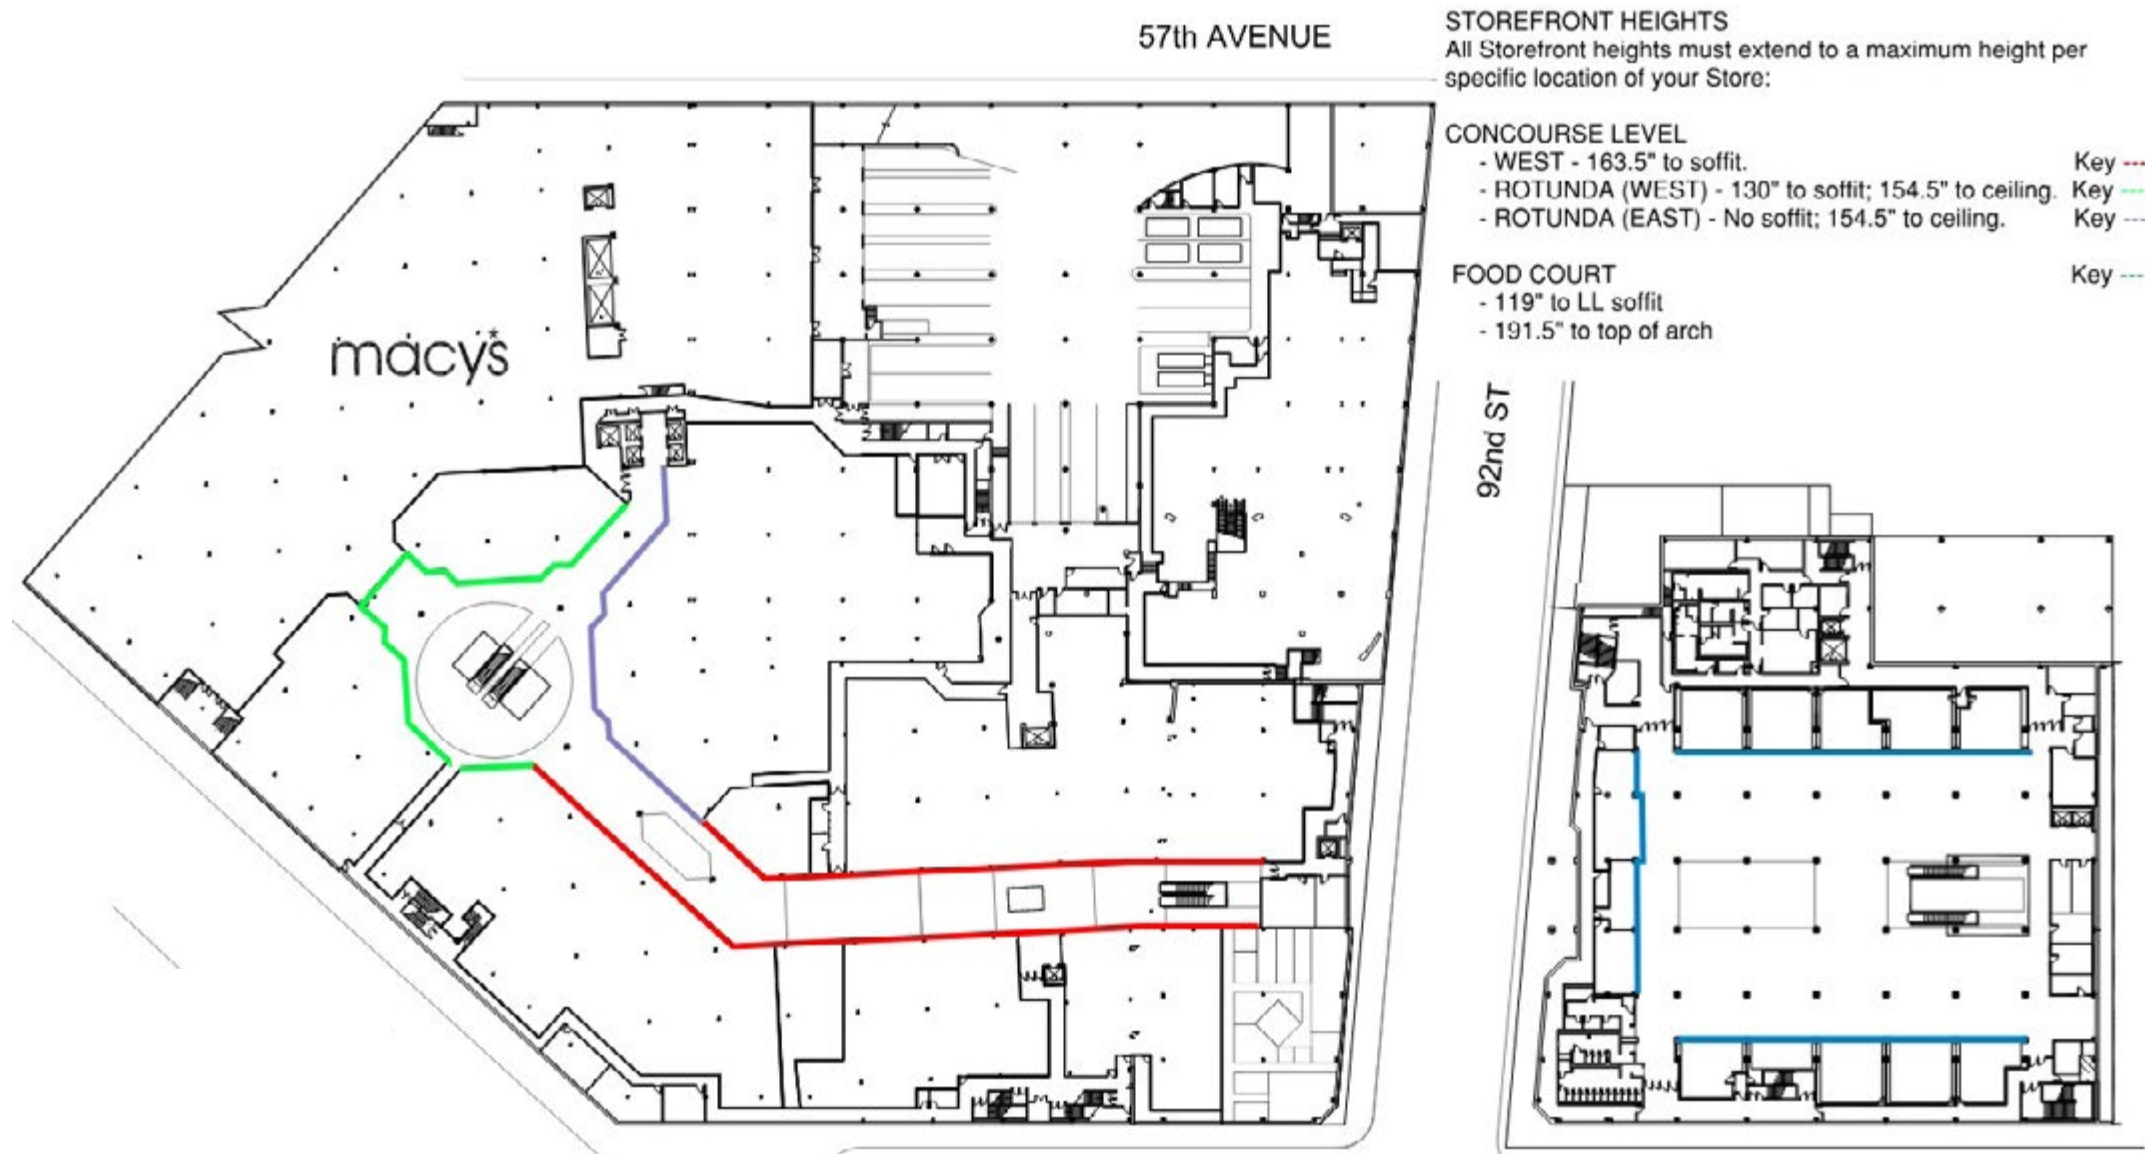 57th AVENUE
STOREFRONT HEIGHTS
All Storefront heights must extend to a maximum height per
specific location of your Store:
CONCOURSE LEVEL
- WEST - 163.5" to soffit. Key
- ROTUNDA (WEST) - 130" to soffit; 154.5" to ceiling. Key
- ROTUNDA (EAST) - No soffit; 154.5" to ceiling. Key
FOOD COURT Key
- 119" to LL soffit
- 191.5" to top of arch
macy*s
92nd ST